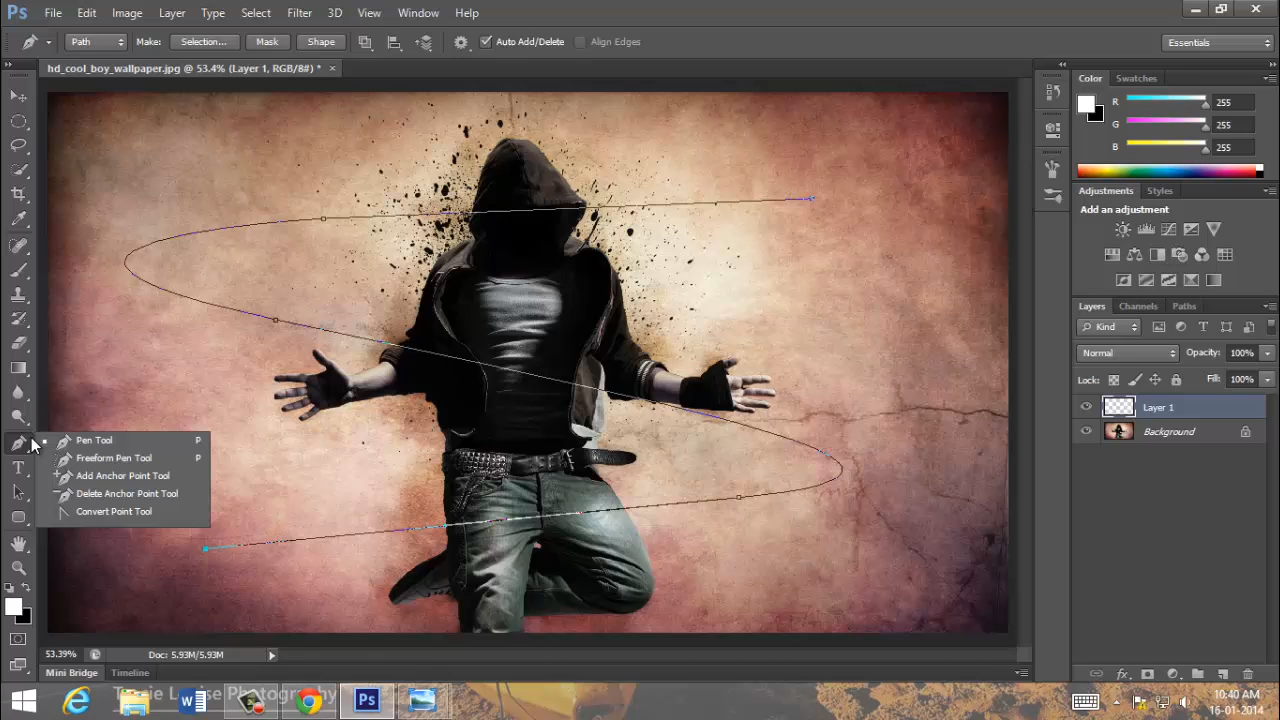 Ps File Edit Image Layer Type Select Filter 3D View Window Help
Path Make: Selection... Mask Shape Auto Add/Delete Align Edges Essentials
hd_cool_boy_wallpaper.jpg @ 53.4% (Layer 1, RGB/8#) * ×
Color Swatches
R 255
G 255
B 255
Adjustments Styles
Add an adjustment
Layers Channels Paths
Kind
Normal Opacity: 100%
Lock: Fill: 100%
Layer 1
Background
Pen Tool P
Freeform Pen Tool P
Add Anchor Point Tool
Delete Anchor Point Tool
Convert Point Tool
T
53.39% Doc: 5.93M/5.93M
Mini Bridge Timeline
Photography
Ps
10:40 AM
16-01-2014